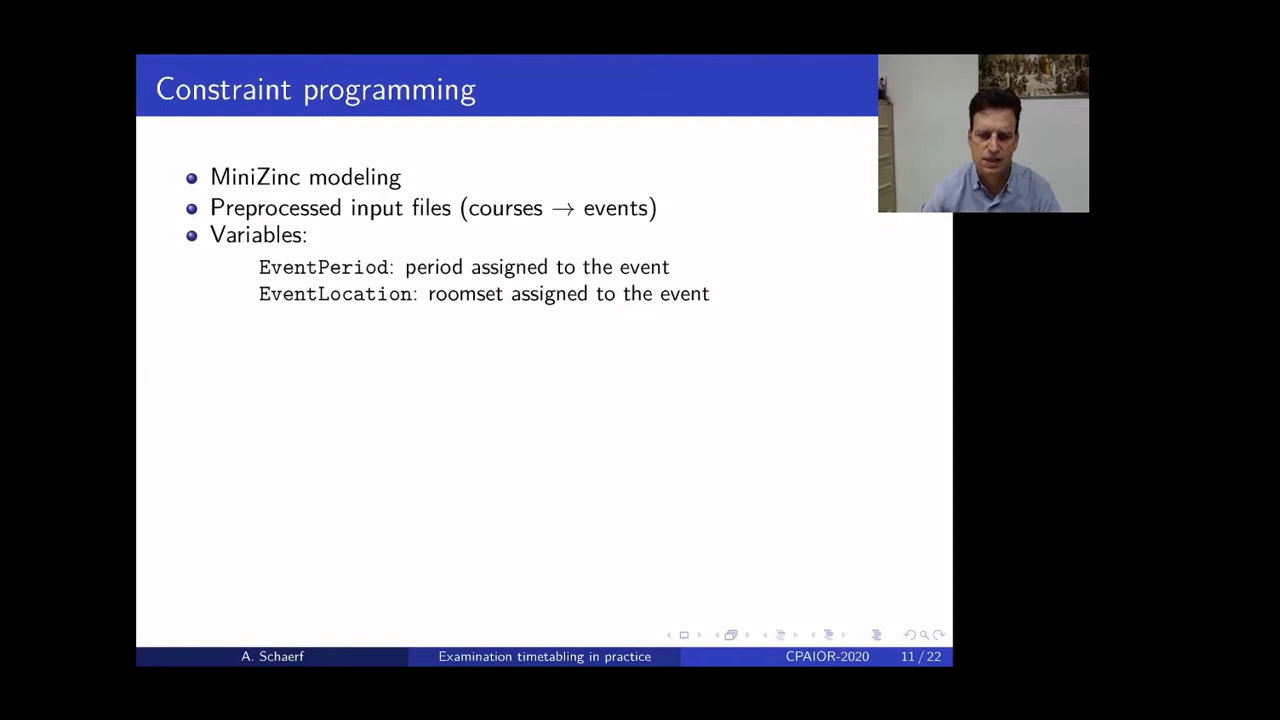 Constraint programming
MiniZinc modeling
Preprocessed input files (courses → events)
Variables:
EventPeriod: period assigned to the event
EventLocation: roomset assigned to the event
A. Schaerf
Examination timetabling in practice
CPAIOR-2020
11 / 22